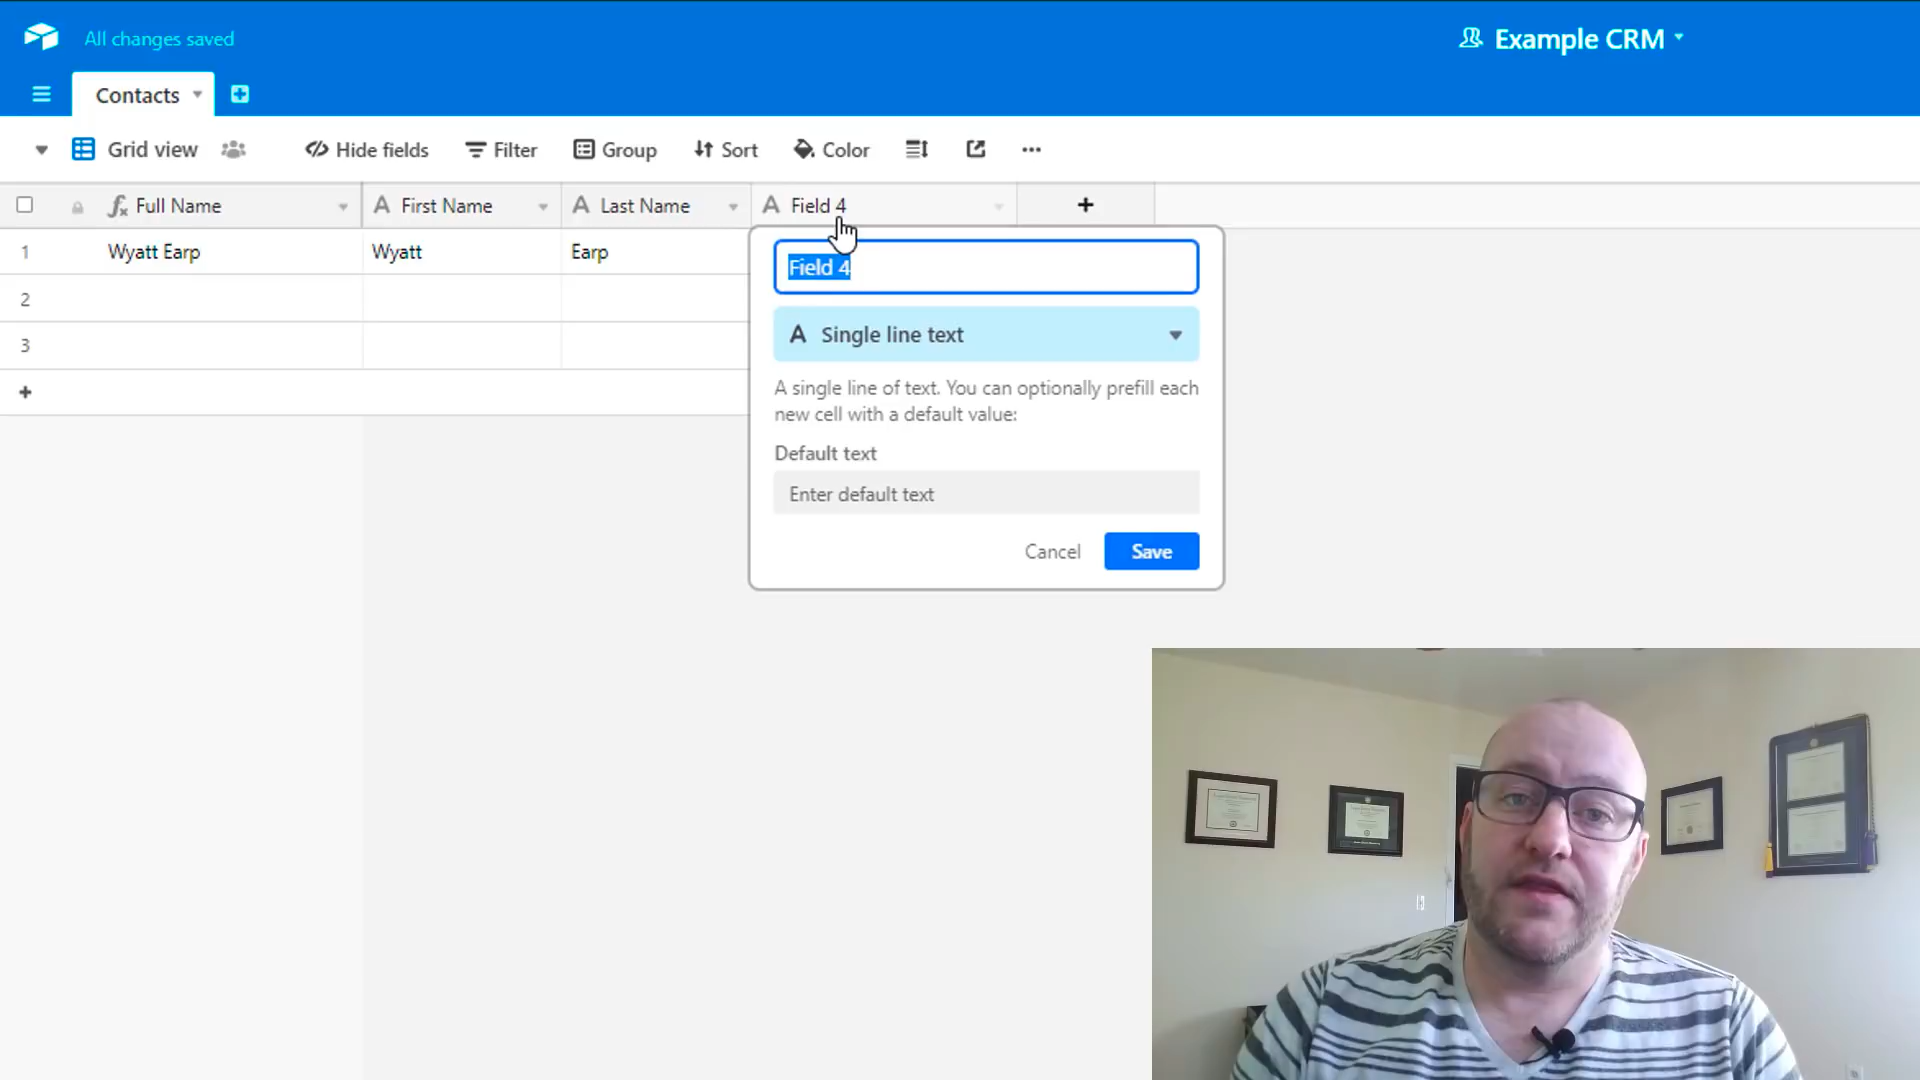 All changes saved
Example CRM
Contacts
Grid view
Hide fields
Filter
Group
Sort
Color
Full Name
First Name
Last Name
Field 4
1
Wyatt Earp
Wyatt
Earp
2
3
Field 4
Single line text
A single line of text. You can optionally prefill each
new cell with a default value:
Default text
Enter default text
Cancel
Save